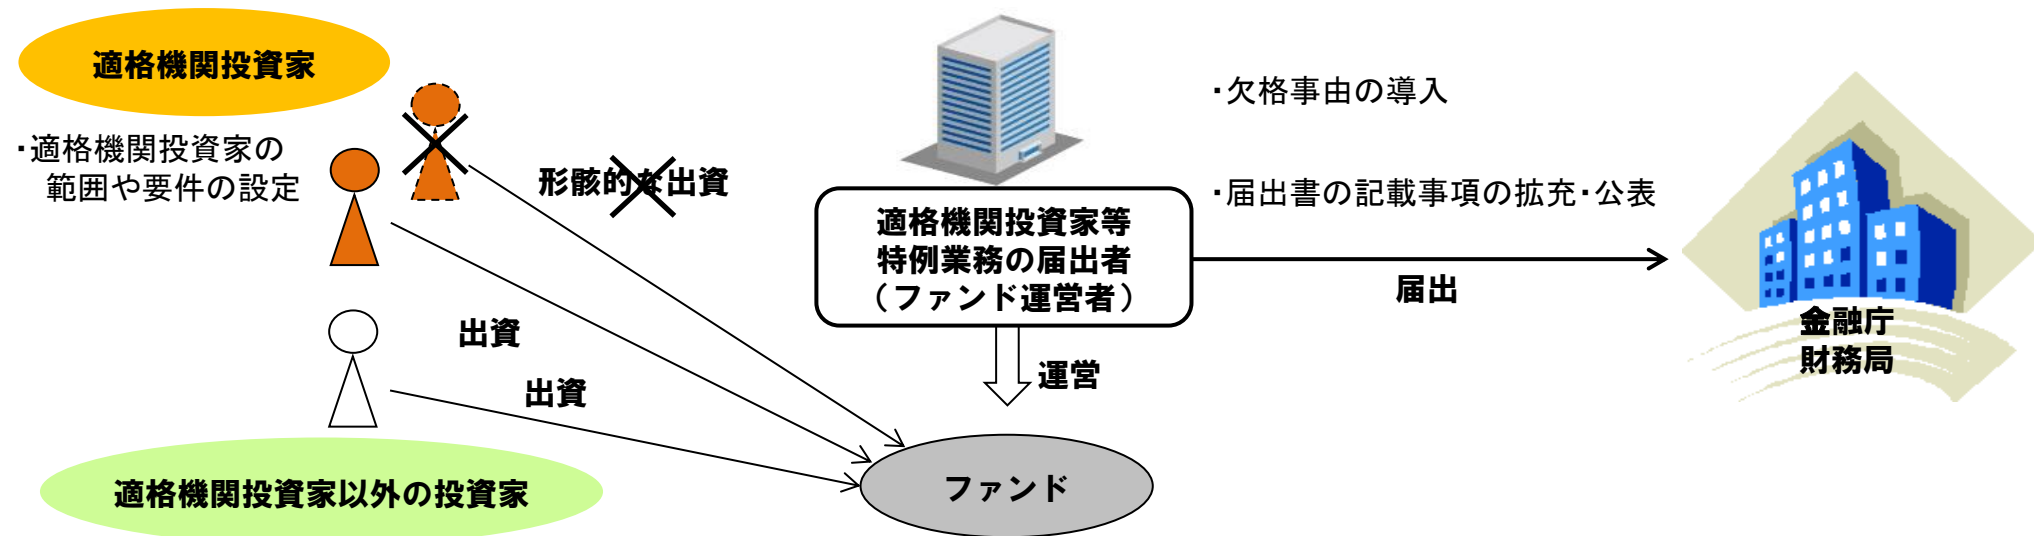 適格機関投資家
・適格機関投資家の
範囲や要件の設定
形骸的な出資
出資
出資
適格機関投資家以外の投資家
適格機関投資家等
特例業務の届出者
（ファンド運営者）
運営
ファンド
・欠格事由の導入
・届出書の記載事項の拡充・公表
届出
金融庁
財務局